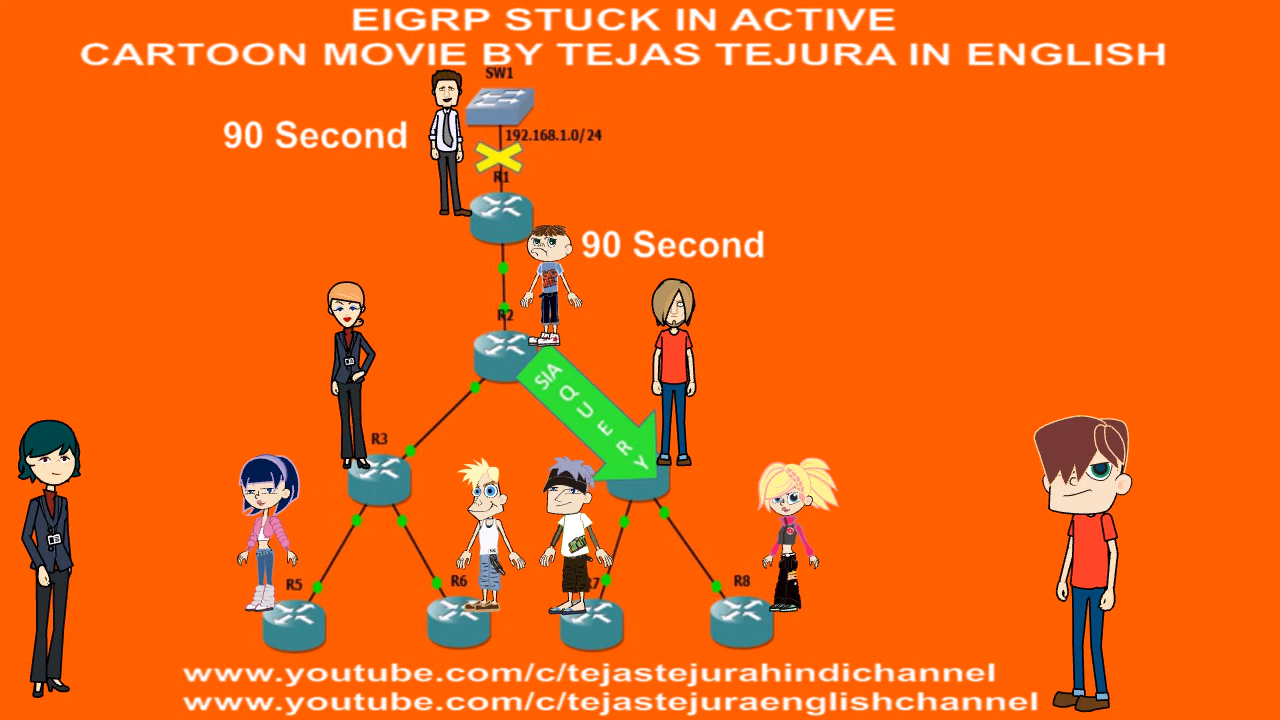 EIGRP STUCK IN ACTIVE
CARTOON MOVIE BY TEJAS TEJURA IN ENGLISH
SW1
90 Second
192.168.1.0/24
R1
90 Second
R2
SIA QUERY
R3
R5
R6
R8
www.youtube.com/c/tejastejurahindichannel
www.youtube.com/c/tejastejuraenglishchannel